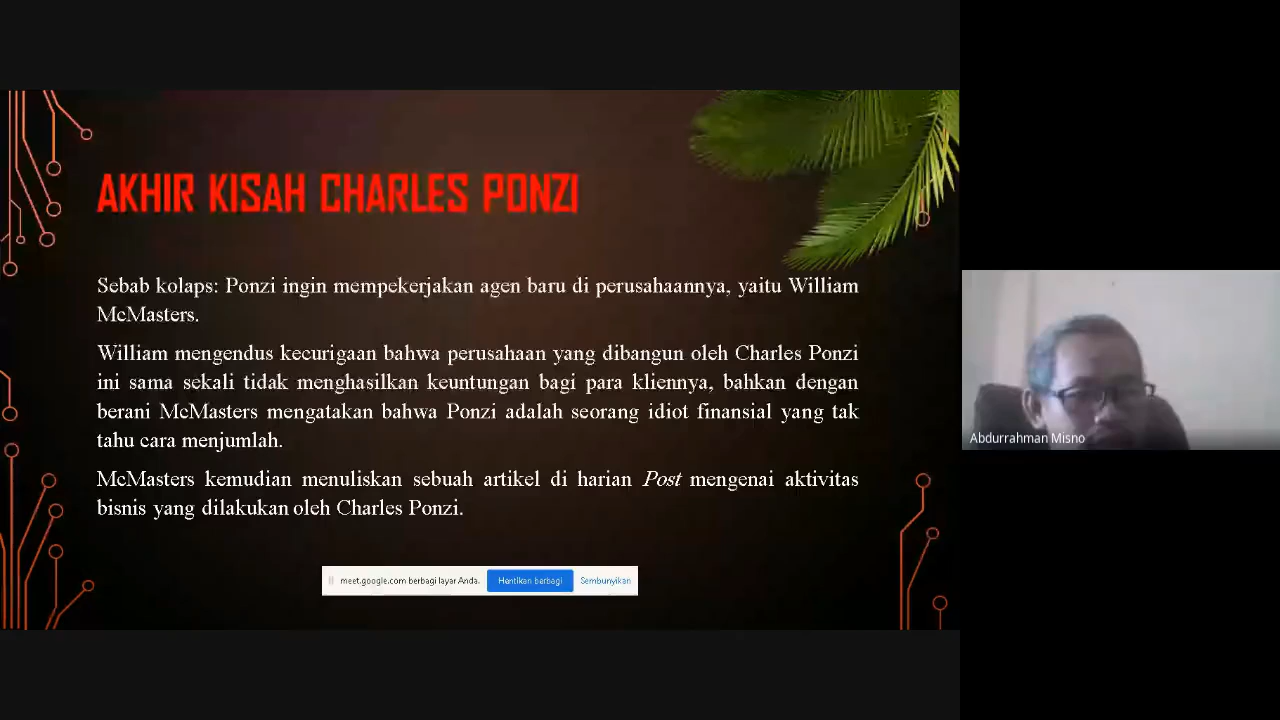 AKHIR KISAH CHARLES PONZI
Sebab kolaps: Ponzi ingin mempekerjakan agen baru di perusahaannya, yaitu William
McMasters.
William mengendus kecurigaan bahwa perusahaan yang dibangun oleh Charles Ponzi
ini sama sekali tidak menghasilkan keuntungan bagi para kliennya, bahkan dengan
berani McMasters mengatakan bahwa Ponzi adalah seorang idiot finansial yang tak
tahu cara menjumlah.
McMasters kemudian menuliskan sebuah artikel di harian Post mengenai aktivitas
bisnis yang dilakukan oleh Charles Ponzi.
meet.google.com berbagi layar Anda. Hentikan berbagi Sembunyikan
Abdurrahman Misno